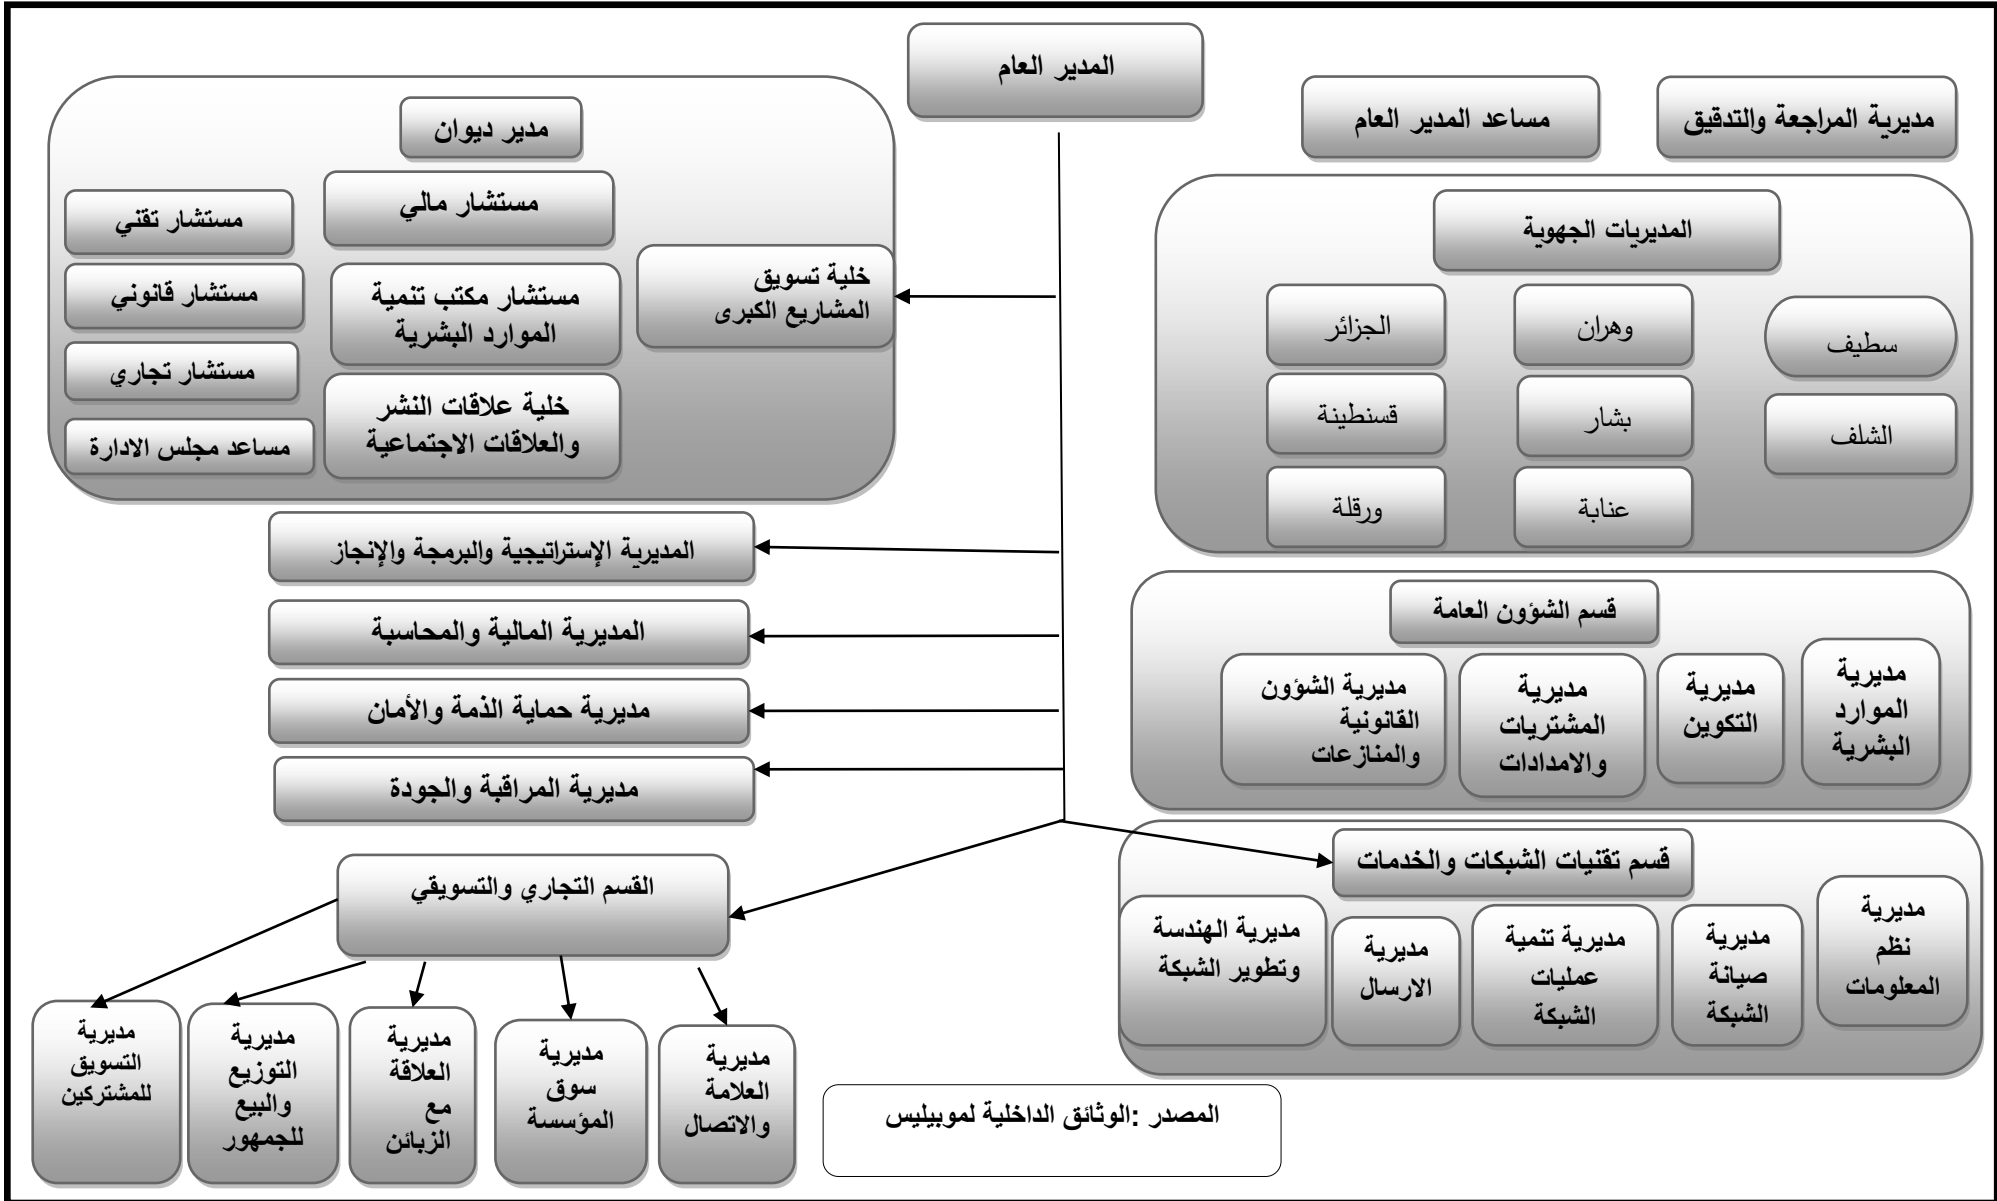 المدير العام
مديرية المراجعة والتدقيق
مساعد المدير العام
مدير ديوان
مستشار مالي
مستشار تقني
خلية تسويق
المشاريع الكبرى
مستشار مكتب تنمية
الموارد البشرية
مستشار قانوني
مستشار تجاري
خلية علاقات النشر
والعلاقات الاجتماعية
مساعد مجلس الادارة
المديريات الجهوية
سطيف
وهران
الجزائر
الشلف
بشار
قسنطينة
عنابة
ورقلة
المديرية الإستراتيجية والبرمجة والإنجاز
المديرية المالية والمحاسبة
مديرية حماية الذمة والأمان
مديرية المراقبة والجودة
قسم الشؤون العامة
مديرية
الموارد
البشرية
مديرية
التكوين
مديرية
المشتريات
والامدادات
مديرية الشؤون
القانونية
والمنازعات
قسم تقنيات الشبكات والخدمات
مديرية
نظم
المعلومات
مديرية
صيانة
الشبكة
مديرية تنمية
عمليات
الشبكة
مديرية
الارسال
مديرية الهندسة
وتطوير الشبكة
القسم التجاري والتسويقي
مديرية
العلامة
والاتصال
مديرية
سوق
المؤسسة
مديرية
العلاقة
مع
الزبائن
مديرية
التوزيع
والبيع
للجمهور
مديرية
التسويق
للمشتركين
المصدر :الوثائق الداخلية لموبيليس